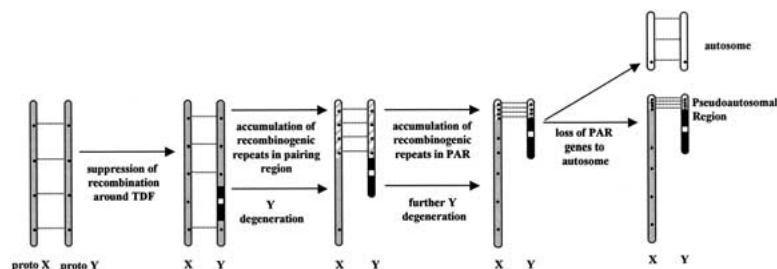 autosome
Pseudoautosomal
Region
suppression of
recombination
around TDF
accumulation of
recombinogenic
repeats in pairing
region
Y
degeneration
accumulation of
recombinogenic
repeats in PAR
further Y
degeneration
loss of PAR
genes to
autosome
proto X proto Y
X Y
X Y
X Y
X Y